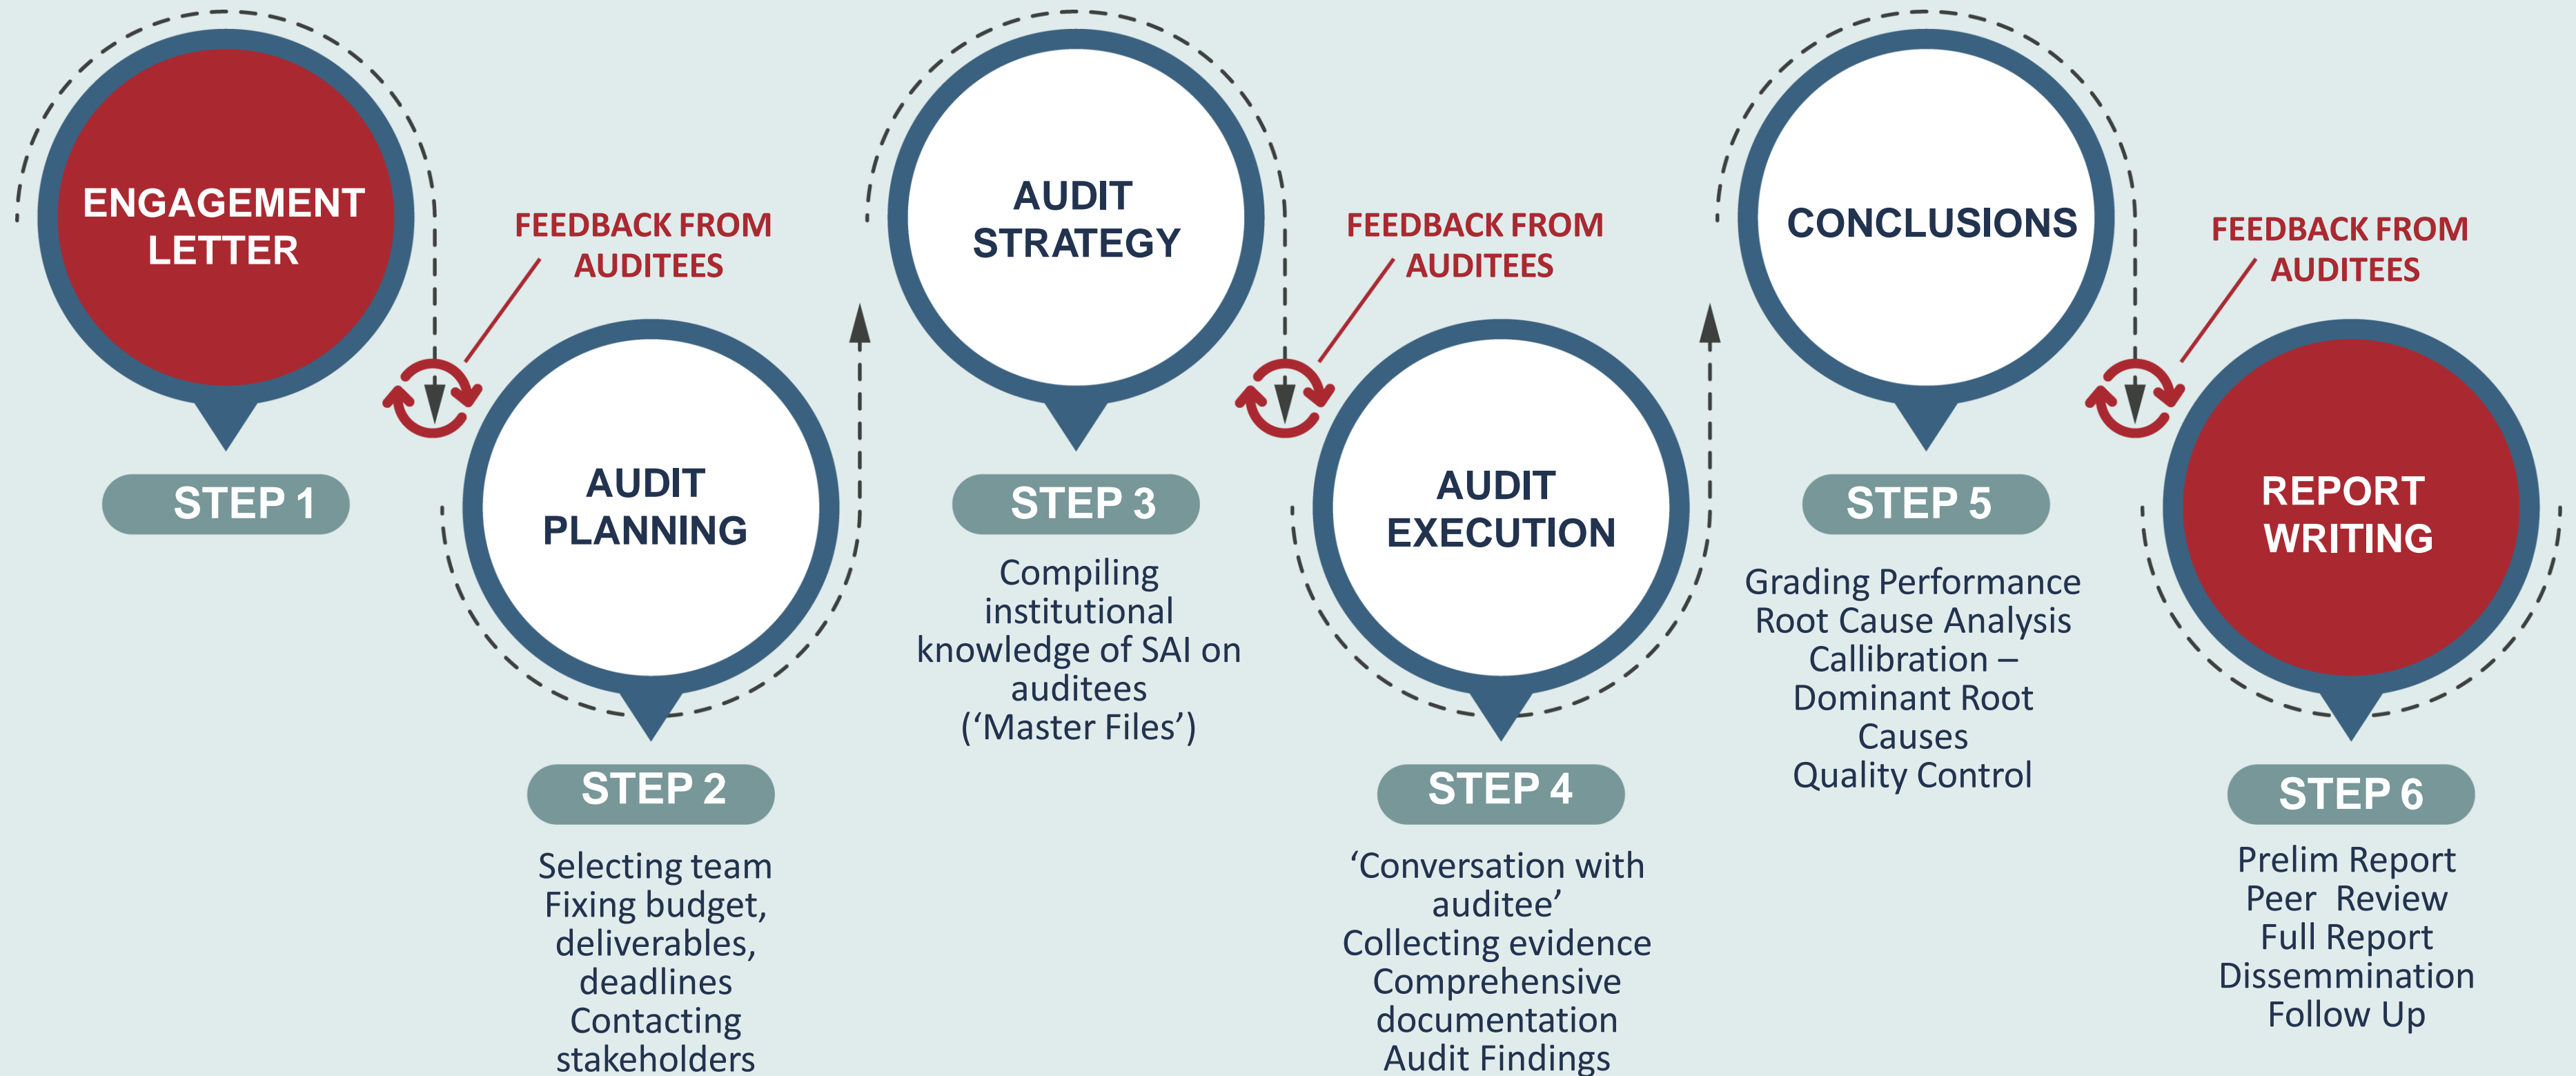 ENGAGEMENT
LETTER
STEP 1
FEEDBACK FROM
AUDITEES
AUDIT
PLANNING
STEP 2
Selecting team
Fixing budget,
deliverables,
deadlines
Contacting
stakeholders
AUDIT
STRATEGY
STEP 3
Compiling
institutional
knowledge of SAI on
auditees
(‘Master Files’)
FEEDBACK FROM
AUDITEES
AUDIT
EXECUTION
STEP 4
‘Conversation with
auditee’
Collecting evidence
Comprehensive
documentation
Audit Findings
CONCLUSIONS
STEP 5
Grading Performance
Root Cause Analysis
Callibration –
Dominant Root
Causes
Quality Control
FEEDBACK FROM
AUDITEES
REPORT
WRITING
STEP 6
Prelim Report
Peer Review
Full Report
Dissemmination
Follow Up